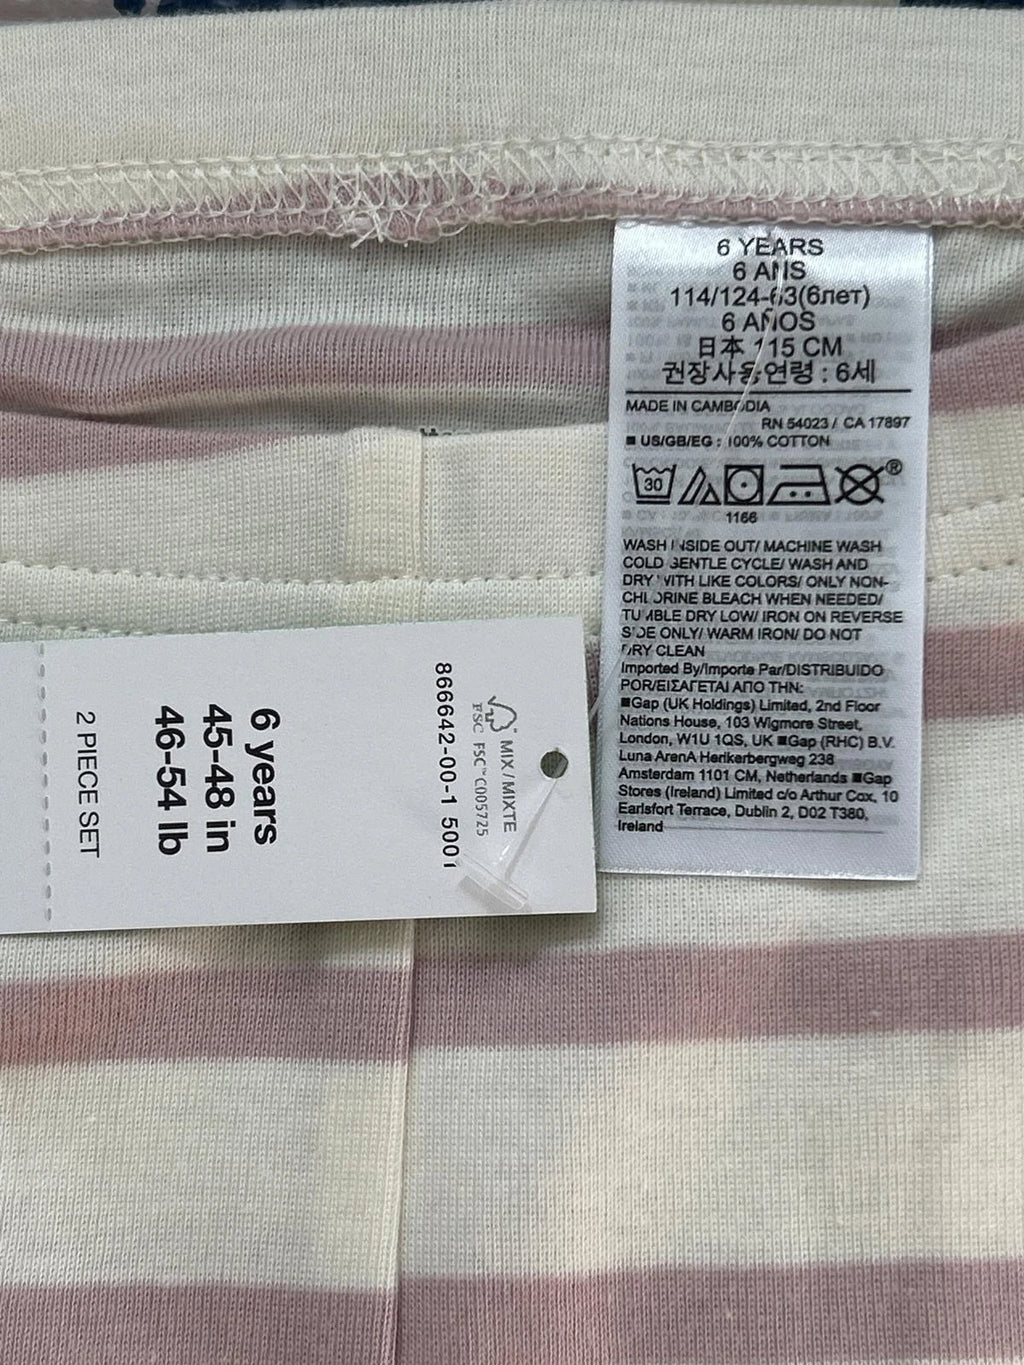 6 YEARS
6 ANS
114/124-63(6лет)
6 AÑOS
日本 115 CM
권장사용연령 : 6세
MADE IN CAMBODIA
RN 54023 / CA 17897
■ US/GB/EG : 100% COTTON
30
®
1166
WASH INSIDE OUT/ MACHINE WASH
COLD GENTLE CYCLE/ WASH AND
DRY WITH LIKE COLORS/ ONLY NON-
CHLORINE BLEACH WHEN NEEDED/
TUMBLE DRY LOW/ IRON ON REVERSE
SIDE ONLY/ WARM IRON/ DO NOT
DRY CLEAN
Imported By/Importe Par/DISTRIBUIDO
POR/ΕΙΣΑΓΕΤΑΙ ΑΠΟ ΤΗΝ:
■Gap (UK Holdings) Limited, 2nd Floor
Nations House, 103 Wigmore Street,
London, W1U 1QS, UK ■Gap (RHC) B.V.
Luna ArenA Herikerbergweg 238
Amsterdam 1101 CM, Netherlands ■Gap
Stores (Ireland) Limited c/o Arthur Cox, 10
Earlsfort Terrace, Dublin 2, D02 T380,
Ireland
MIX/MIXTE
FSC FSC™ C005725
866642-00-1 5001
6 years
45-48 in
46-54 lb
2 PIECE SET